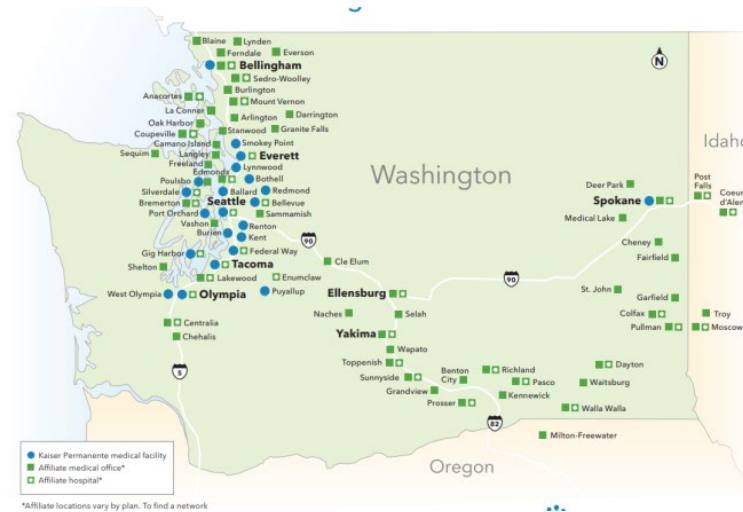 Blaine
Lynden
Ferndale
Everson
Bellingham
Sedro-Woolley
Burlington
Anacortes
Mount Vernon
La Conner
Arlington
Darrington
Oak Harbor
Stanwood
Granite Falls
Coupeville
Camano Island
Smokey Point
Sequim
Langley
Everett
Freeland
Lynnwood
Edmonds
Poulsbo
Bothell
Silverdale
Ballard
Redmond
Bremerton
Seattle
Bellevue
Port Orchard
Sammamish
Vashon
Renton
Burien
Kent
Gig Harbor
Federal Way
Shelton
Tacoma
Lakewood
Enumclaw
West Olympia
Olympia
Puyallup
Centralia
Chehalis
5
N
Washington
Idaho
90
Cle Elum
Ellensburg
90
Naches
Selah
Yakima
Wapato
Toppenish
Sunnyside
Grandview
Benton
City
Prosser
Richland
Pasco
Kennewick
82
Dayton
Waitsburg
Walla Walla
Milton-Freewater
Deer Park
Spokane
Post
Falls
Coeur
d'Alene
Medical Lake
Cheney
Fairfield
St. John
Garfield
Colfax
Troy
Pullman
Moscow
Oregon
Kaiser Permanente medical facility
Affiliate medical office*
Affiliate hospital*
*Affiliate locations vary by plan. To find a network